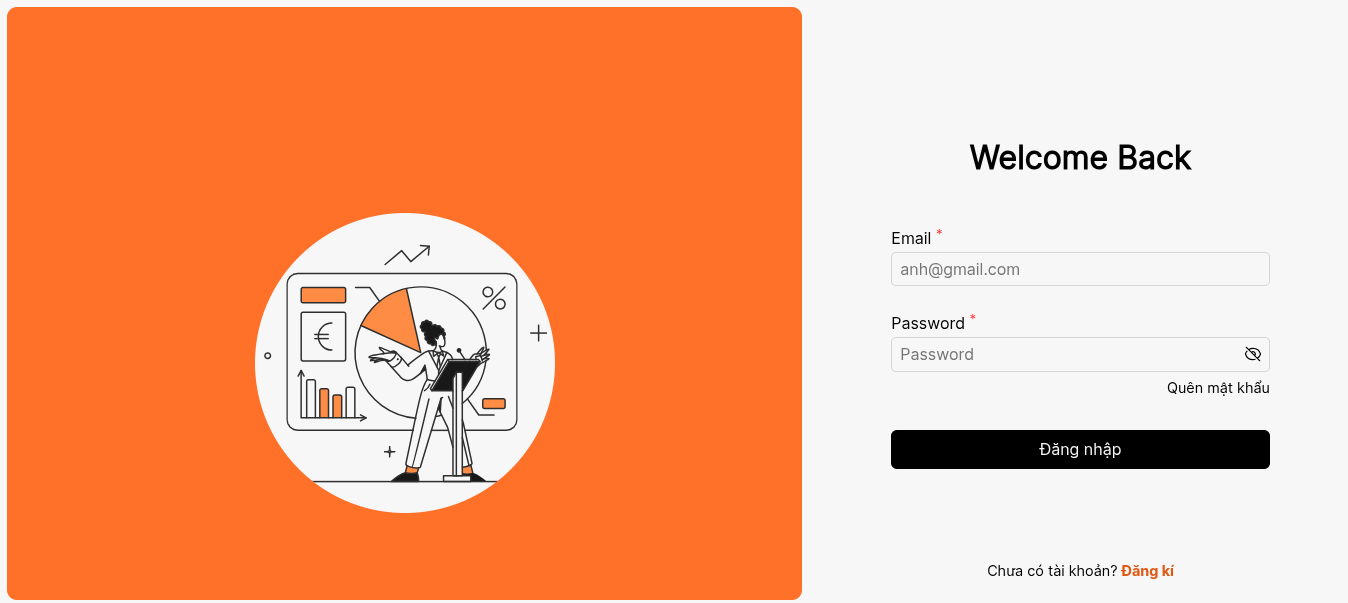 Welcome Back
Email *
anh@gmail.com
Password *
Password
Quên mật khẩu
Đăng nhập
Chưa có tài khoản? Đăng kí
€
%